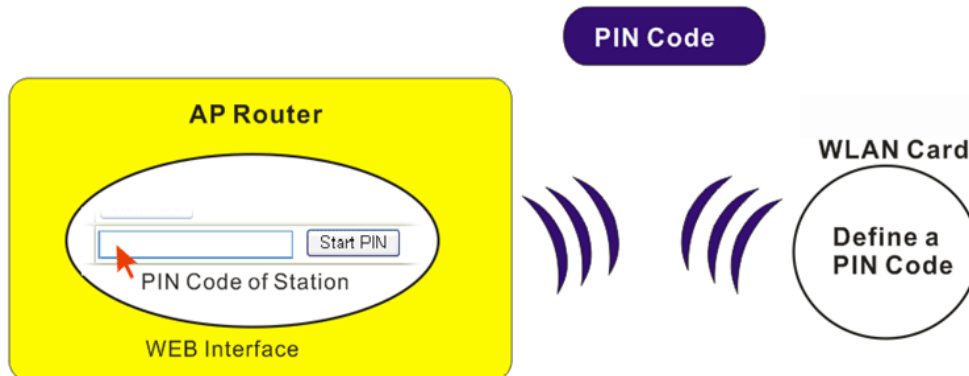 PIN Code
AP Router
WLAN Card
Start PIN
Define a
PIN Code
PIN Code of Station
WEB Interface